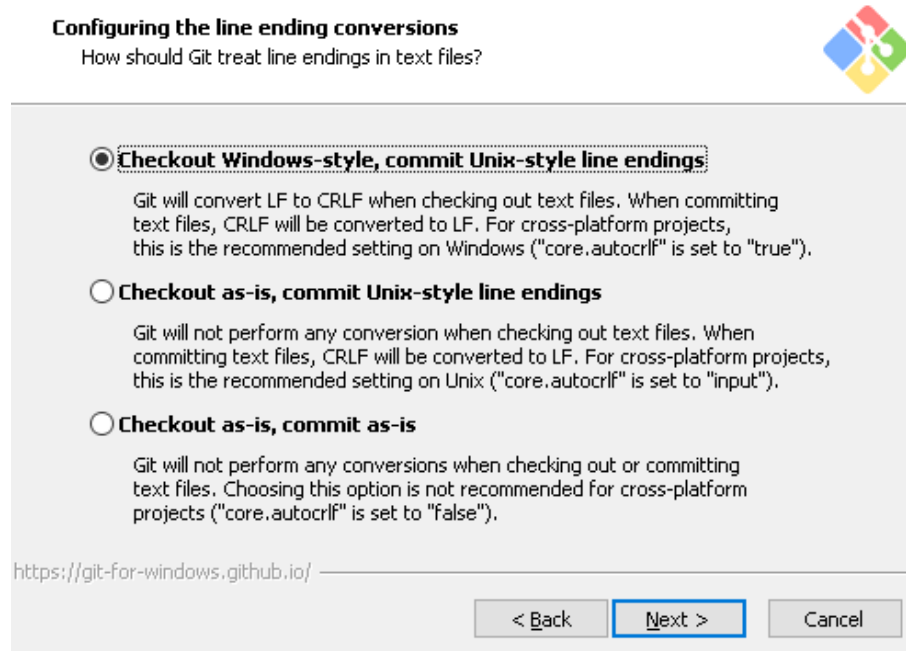 Configuring the line ending conversions
How should Git treat line endings in text files?
Checkout Windows-style, commit Unix-style line endings
Git will convert LF to CRLF when checking out text files. When committing
text files, CRLF will be converted to LF. For cross-platform projects,
this is the recommended setting on Windows ("core.autocrlf" is set to "true").
Checkout as-is, commit Unix-style line endings
Git will not perform any conversion when checking out text files. When
committing text files, CRLF will be converted to LF. For cross-platform projects,
this is the recommended setting on Unix ("core.autocrlf" is set to "input").
Checkout as-is, commit as-is
Git will not perform any conversions when checking out or committing
text files. Choosing this option is not recommended for cross-platform
projects ("core.autocrlf" is set to "false").
https://git-for-windows.github.io/
< Back Next > Cancel